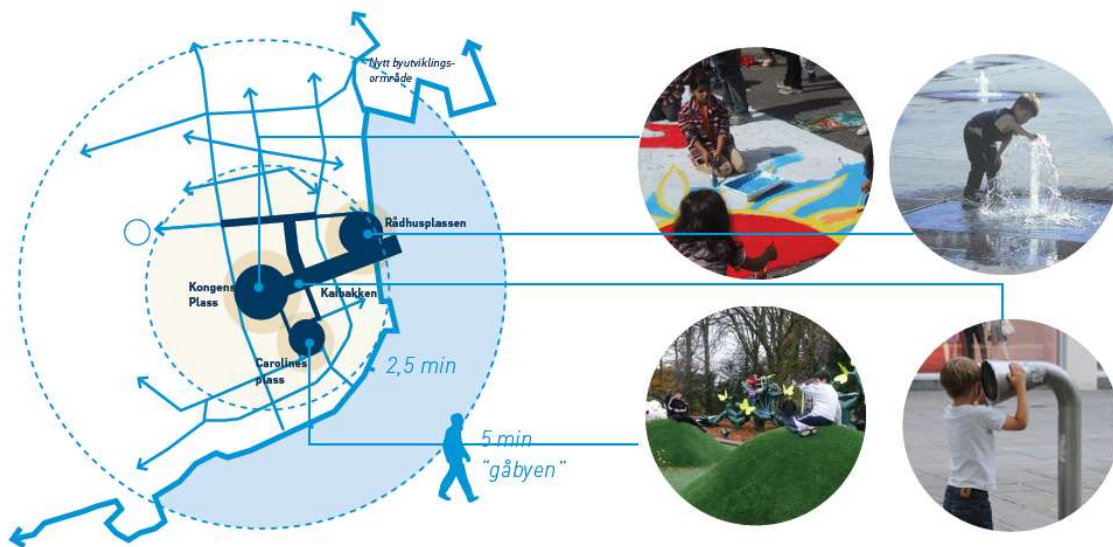 Nytt byutviklings-
område
Rådhusplassen
Kongens
Plass
Kaibakken
Carolines
plass
2,5 min
5 min
"gåbyen"